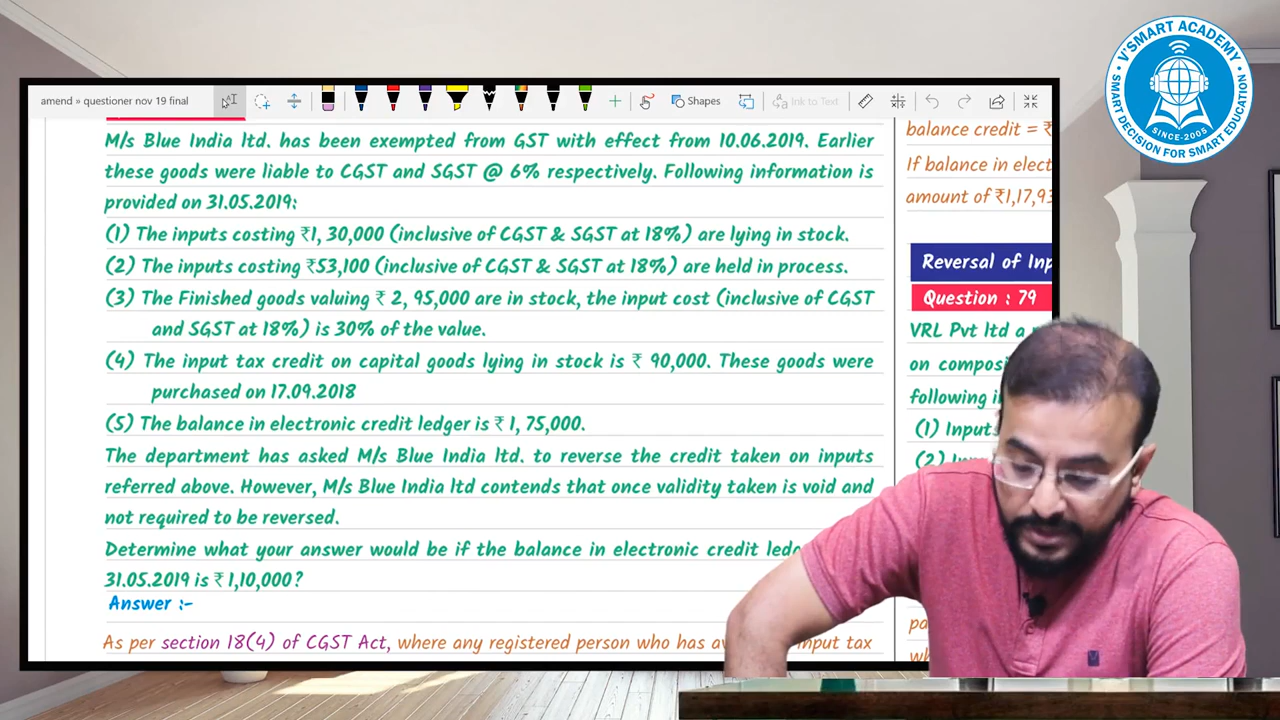 V'SMART ACADEMY
SMART DECISION FOR SMART EDUCATION
SINCE-2005
amend » questioner nov 19 final
Shapes
Ink to Text
M/s Blue India ltd. has been exempted from GST with effect from 10.06.2019. Earlier
these goods were liable to CGST and SGST @ 6% respectively. Following information is
provided on 31.05.2019:
(1) The inputs costing ₹1, 30,000 (inclusive of CGST & SGST at 18%) are lying in stock.
(2) The inputs costing ₹53,100 (inclusive of CGST & SGST at 18%) are held in process.
(3) The Finished goods valuing ₹ 2, 95,000 are in stock, the input cost (inclusive of CGST
and SGST at 18%) is 30% of the value.
(4) The input tax credit on capital goods lying in stock is ₹ 90,000. These goods were
purchased on 17.09.2018
(5) The balance in electronic credit ledger is ₹ 1, 75,000.
The department has asked M/s Blue India ltd. to reverse the credit taken on inputs
referred above. However, M/s Blue India ltd contends that once validity taken is void and
not required to be reversed.
Determine what your answer would be if the balance in electronic credit
31.05.2019 is ₹ 1,10,000?
Answer :-
As per section 18(4) of CGST Act, where any registered person who has input tax
balance credit = ₹
If balance in elect
amount of ₹1,17,93
Reversal of Inp
Question : 79
VRL Pvt ltd a
on compos
following i
(1) Inputs
(2)
pa
wh